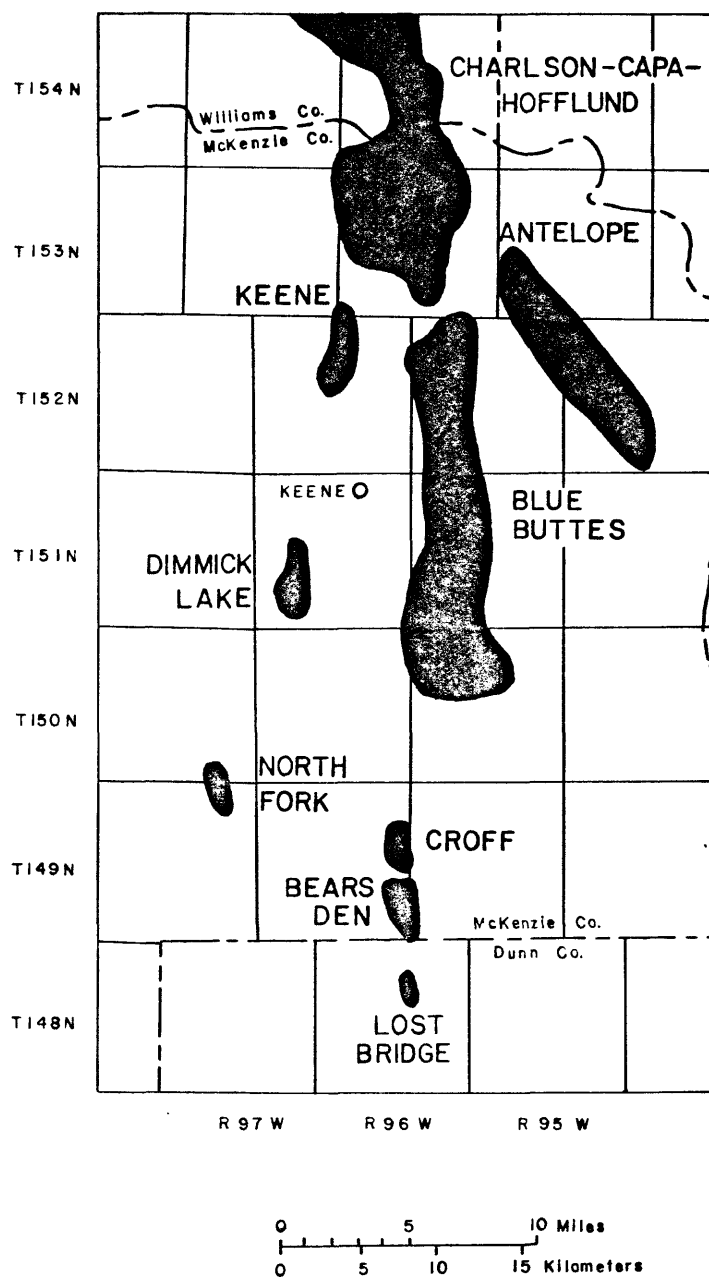 T154N
CHARLSON-CAPA-
HOFFLUND
Williams Co.
McKenzie Co.
T153N
ANTELOPE
KEENE
T152N
KEENE
BLUE
BUTTES
T151N
DIMMICK
LAKE
T150N
NORTH
FORK
CROFF
T149N
BEARS
DEN
McKenzie Co.
Dunn Co.
T148N
LOST
BRIDGE
R 97 W
R 96 W
R 95 W
0 5 10 Miles
0 5 10 15 Kilometers